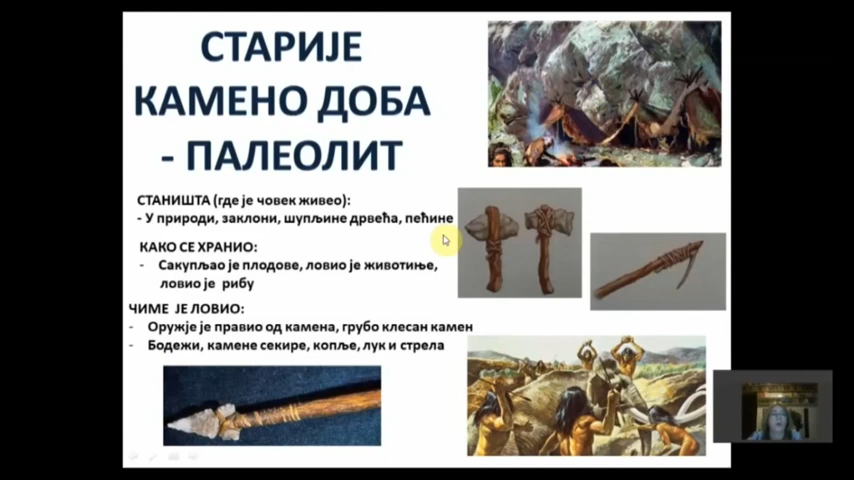 СТАРИЈЕ
КАМЕНО ДОБА
- ПАЛЕОЛИТ
СТАНИШТА (где је човек живео):
- У природи, заклони, шупљине дрвећа, пећине
КАКО СЕ ХРАНИО:
- Сакупљао је плодове, ловио је животиње,
ловио је рибу
ЧИМЕ ЈЕ ЛОВИО:
- Оружје је правио од камена, грубо клесан камен
- Бодежи, камене секире, копље, лук и стрела